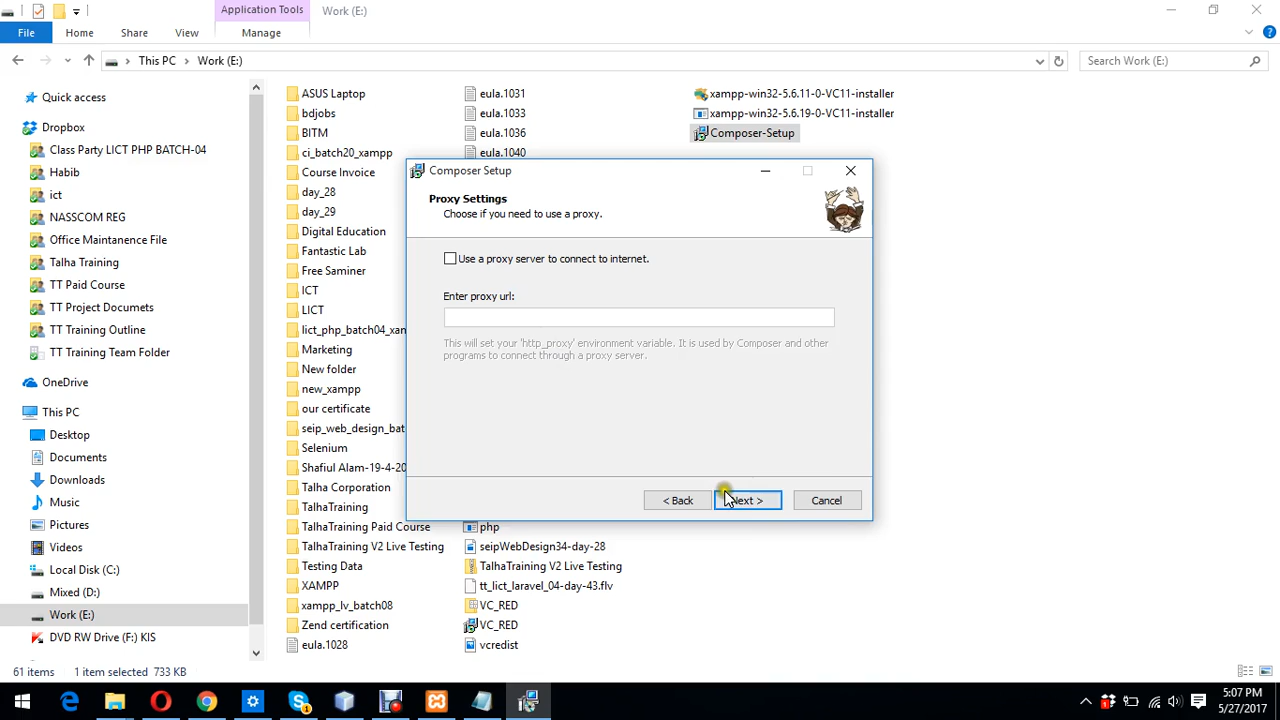 Application Tools
Work (E:)
File
Home
Share
View
Manage
This PC
Work (E:)
Search Work (E:)
Quick access
Dropbox
Class Party LICT PHP BATCH-04
Habib
ict
NASSCOM REG
Office Maintanence File
Talha Training
TT Paid Course
TT Project Documets
TT Training Outline
TT Training Team Folder
OneDrive
This PC
Desktop
Documents
Downloads
Music
Pictures
Videos
Local Disk (C:)
Mixed (D:)
Work (E:)
DVD RW Drive (F:) KIS
ASUS Laptop
bdjobs
BITM
ci_batch20_xampp
Course Invoice
day_28
day_29
Digital Education
Fantastic Lab
Free Saminer
ICT
LICT
lict_php_batch04_xan
Marketing
New folder
new_xampp
our certificate
seip_web_design_bat
Selenium
Shafiul Alam-19-4-20
Talha Corporation
TalhaTraining
TalhaTraining Paid Course
TalhaTraining V2 Live Testing
Testing Data
XAMPP
xampp_lv_batch08
Zend certification
eula.1028
eula.1031
eula.1033
eula.1036
eula.1040
php
seipWebDesign34-day-28
TalhaTraining V2 Live Testing
tt_lict_laravel_04-day-43.flv
VC_RED
VC_RED
vcredist
xampp-win32-5.6.11-0-VC11-installer
xampp-win32-5.6.19-0-VC11-installer
Composer-Setup
Composer Setup
Proxy Settings
Choose if you need to use a proxy.
Use a proxy server to connect to internet.
Enter proxy url:
This will set your 'http_proxy' environment variable. It is used by Composer and other
programs to connect through a proxy server.
< Back
Next >
Cancel
61 items
1 item selected 733 KB
5:07 PM
5/27/2017